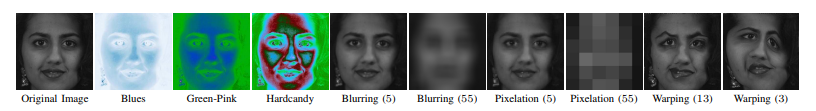 Original Image
Blues
Green-Pink
Hardcandy
Blurring (5)
Blurring (55)
Pixelation (5)
Pixelation (55)
Warping (13)
Warping (3)